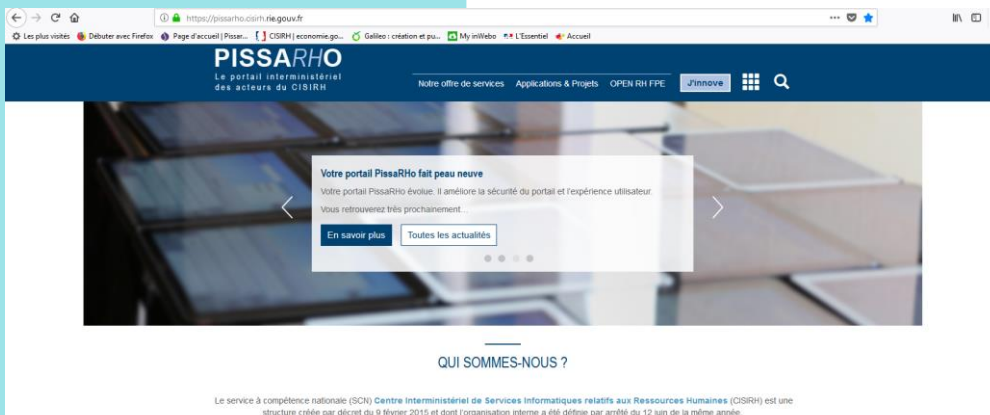 https://pissarho.cisirh.rie.gouv.fr
Les plus visités Débuter avec Firefox Page d'accueil | Pissar... CISIRH | economie.go... Galileo : création et pu... My inWebo L'Essentiel Accueil
PISSARHO
Le portail interministériel
des acteurs du CISIRH
Notre offre de services Applications & Projets OPEN RH FPE J'innove
Votre portail PissaRHo fait peau neuve
Votre portail PissaRHo évolue. Il améliore la sécurité du portail et l'expérience utilisateur.
Vous retrouverez très prochainement...
En savoir plus Toutes les actualités
QUI SOMMES-NOUS ?
Le service à compétence nationale (SCN) Centre Interministériel de Services Informatiques relatifs aux Ressources Humaines (CISIRH) est une
structure créée par décret du 9 février 2015 et dont l'organisation interne a été définie par arrêté du 12 juin de la même année.